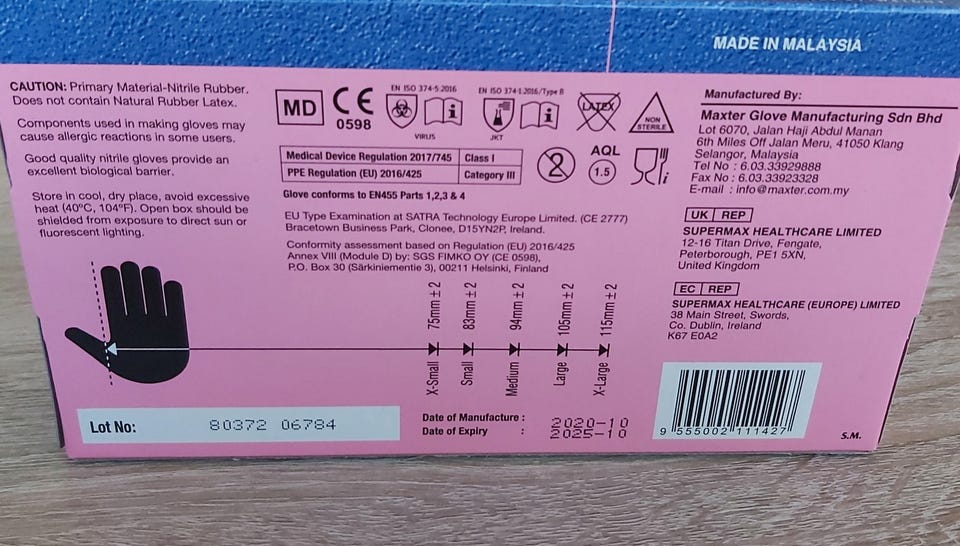 MADE IN MALAYSIA
CAUTION: Primary Material-Nitrile Rubber.
Does not contain Natural Rubber Latex.
Components used in making gloves may
cause allergic reactions in some users.
Good quality nitrile gloves provide an
excellent biological barrier.
Store in cool, dry place, avoid excessive
heat (40°C, 104°F). Open box should be
shielded from exposure to direct sun or
fluorescent lighting.
MD
CE
0598
EN ISO 374-5:2016
i
VIRUS
EN ISO 374-1:2016/Type B
i
JKT
LATEX
NON
STERILE
Medical Device Regulation 2017/745 Class I
PPE Regulation (EU) 2016/425 Category III
2
AQL
1.5
Glove conforms to EN455 Parts 1,2,3 & 4
EU Type Examination at SATRA Technology Europe Limited. (CE 2777)
Bracetown Business Park, Clonee, D15YN2P, Ireland.
Conformity assessment based on Regulation (EU) 2016/425
Annex VIII (Module D) by: SGS FIMKO OY (CE 0598),
P.O. Box 30 (Särkiniementie 3), 00211 Helsinki, Finland
75mm ± 2
83mm ± 2
94mm ± 2
105mm ± 2
115mm ± 2
X-Small
Small
Medium
Large
X-Large
Manufactured By:
Maxter Glove Manufacturing Sdn Bhd
Lot 6070, Jalan Haji Abdul Manan
6th Miles Off Jalan Meru, 41050 Klang
Selangor, Malaysia
Tel No : 6.03.33929888
Fax No : 6.03.33923328
E-mail : info@maxter.com.my
UK REP
SUPERMAX HEALTHCARE LIMITED
12-16 Titan Drive, Fengate,
Peterborough, PE1 5XN,
United Kingdom
EC REP
SUPERMAX HEALTHCARE (EUROPE) LIMITED
38 Main Street, Swords,
Co. Dublin, Ireland
K67 E0A2
Lot No: 80372 06784
Date of Manufacture : 2020-10
Date of Expiry : 2025-10
9 555002 111427
S.M.